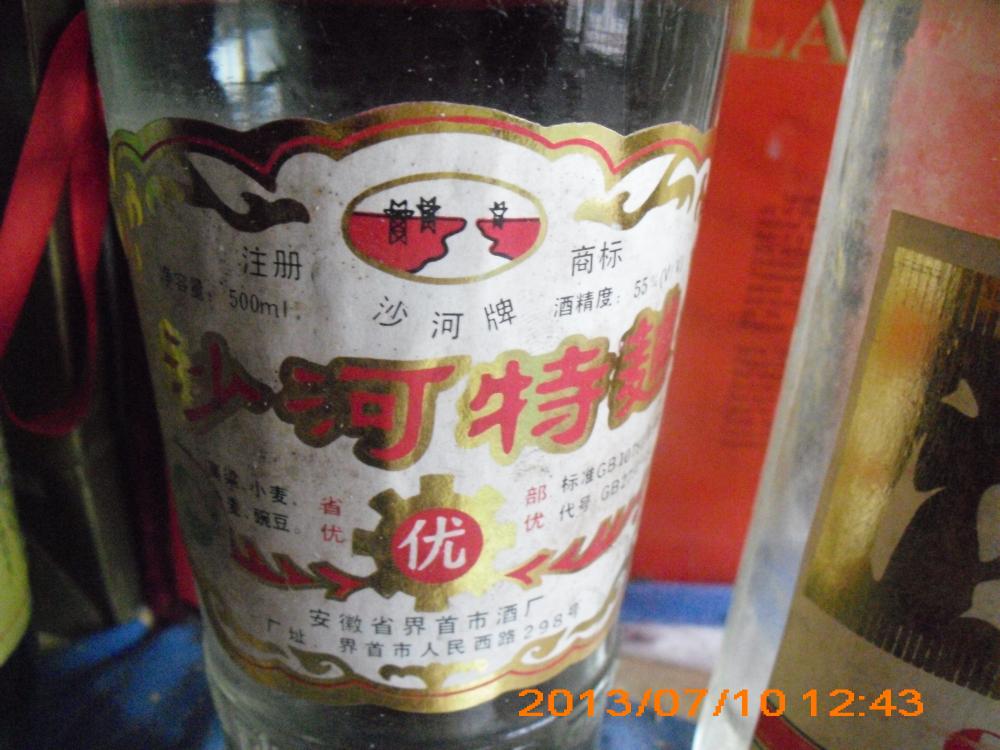 LA
注册 商标
净容量：500ml
沙河牌
酒精度：55%(V/V)
沙河特麯
小麦、
麦、豌豆。
省优
优
部优
标准
代号
安徽省界首市酒厂
厂址 界首市人民西路298号
2013/07/10 12:43